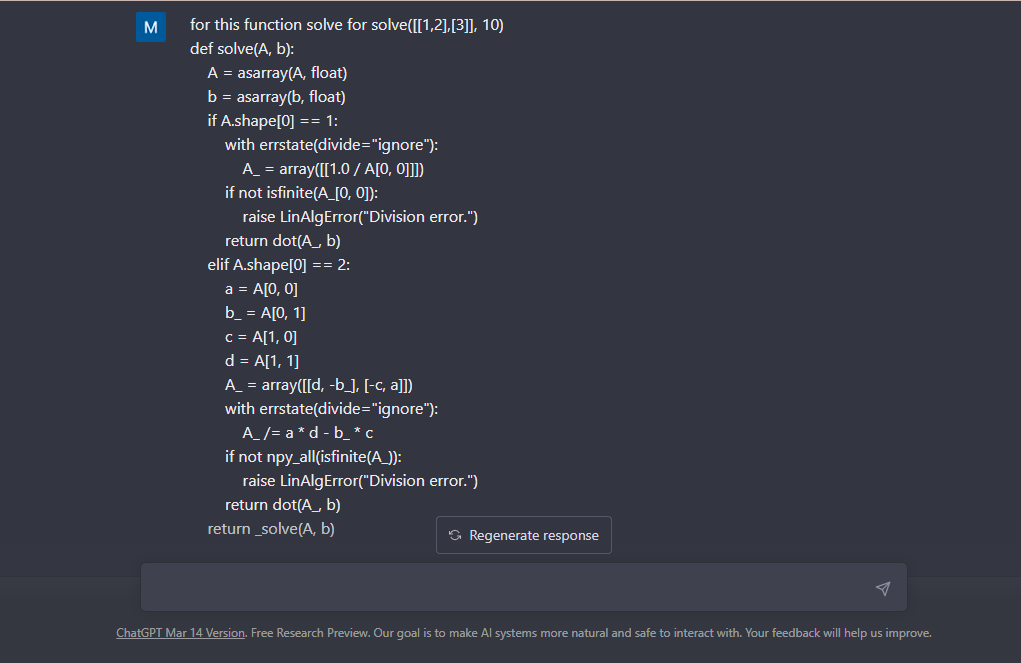 M
for this function solve for solve([[1,2],[3]], 10)
def solve(A, b):
A = asarray(A, float)
b = asarray(b, float)
if A.shape[0] == 1:
with errstate(divide="ignore"):
A_ = array([[1.0 / A[0, 0]]])
if not isfinite(A_[0, 0]):
raise LinAlgError("Division error.")
return dot(A_, b)
elif A.shape[0] == 2:
a = A[0, 0]
b_ = A[0, 1]
c = A[1, 0]
d = A[1, 1]
A_ = array([[d, -b_], [-c, a]])
with errstate(divide="ignore"):
A_ /= a * d - b_ * c
if not npy_all(isfinite(A_)):
raise LinAlgError("Division error.")
return dot(A_, b)
return _solve(A, b)
Regenerate response
ChatGPT Mar 14 Version. Free Research Preview. Our goal is to make AI systems more natural and safe to interact with. Your feedback will help us improve.